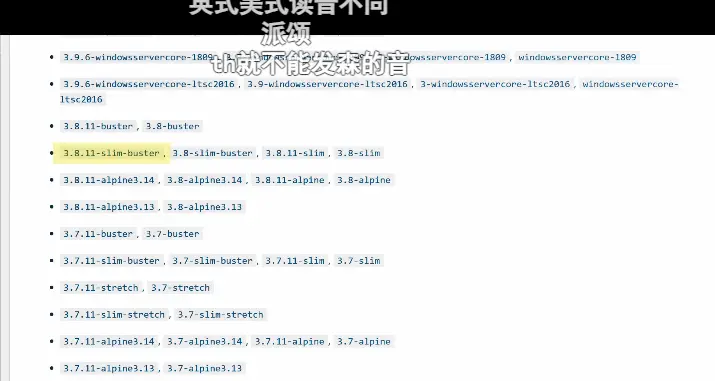 英式美式读音不同
派颂
th就不能发森的音
3.9.6-windowsservercore-1809, 3. -1809, windowsservercore-1809
3.9.6-windowsservercore-ltsc2016, 3.9-windowsservercore-ltsc2016, 3-windowsservercore-ltsc2016, windowsservercore-
ltsc2016
3.8.11-buster, 3.8-buster
3.8.11-slim-buster, 3.8-slim-buster, 3.8.11-slim, 3.8-slim
3.8.11-alpine3.14, 3.8-alpine3.14, 3.8.11-alpine, 3.8-alpine
3.8.11-alpine3.13, 3.8-alpine3.13
3.7.11-buster, 3.7-buster
3.7.11-slim-buster, 3.7-slim-buster, 3.7.11-slim, 3.7-slim
3.7.11-stretch, 3.7-stretch
3.7.11-slim-stretch, 3.7-slim-stretch
3.7.11-alpine3.14, 3.7-alpine3.14, 3.7.11-alpine, 3.7-alpine
3.7.11-alpine3.13, 3.7-alpine3.13